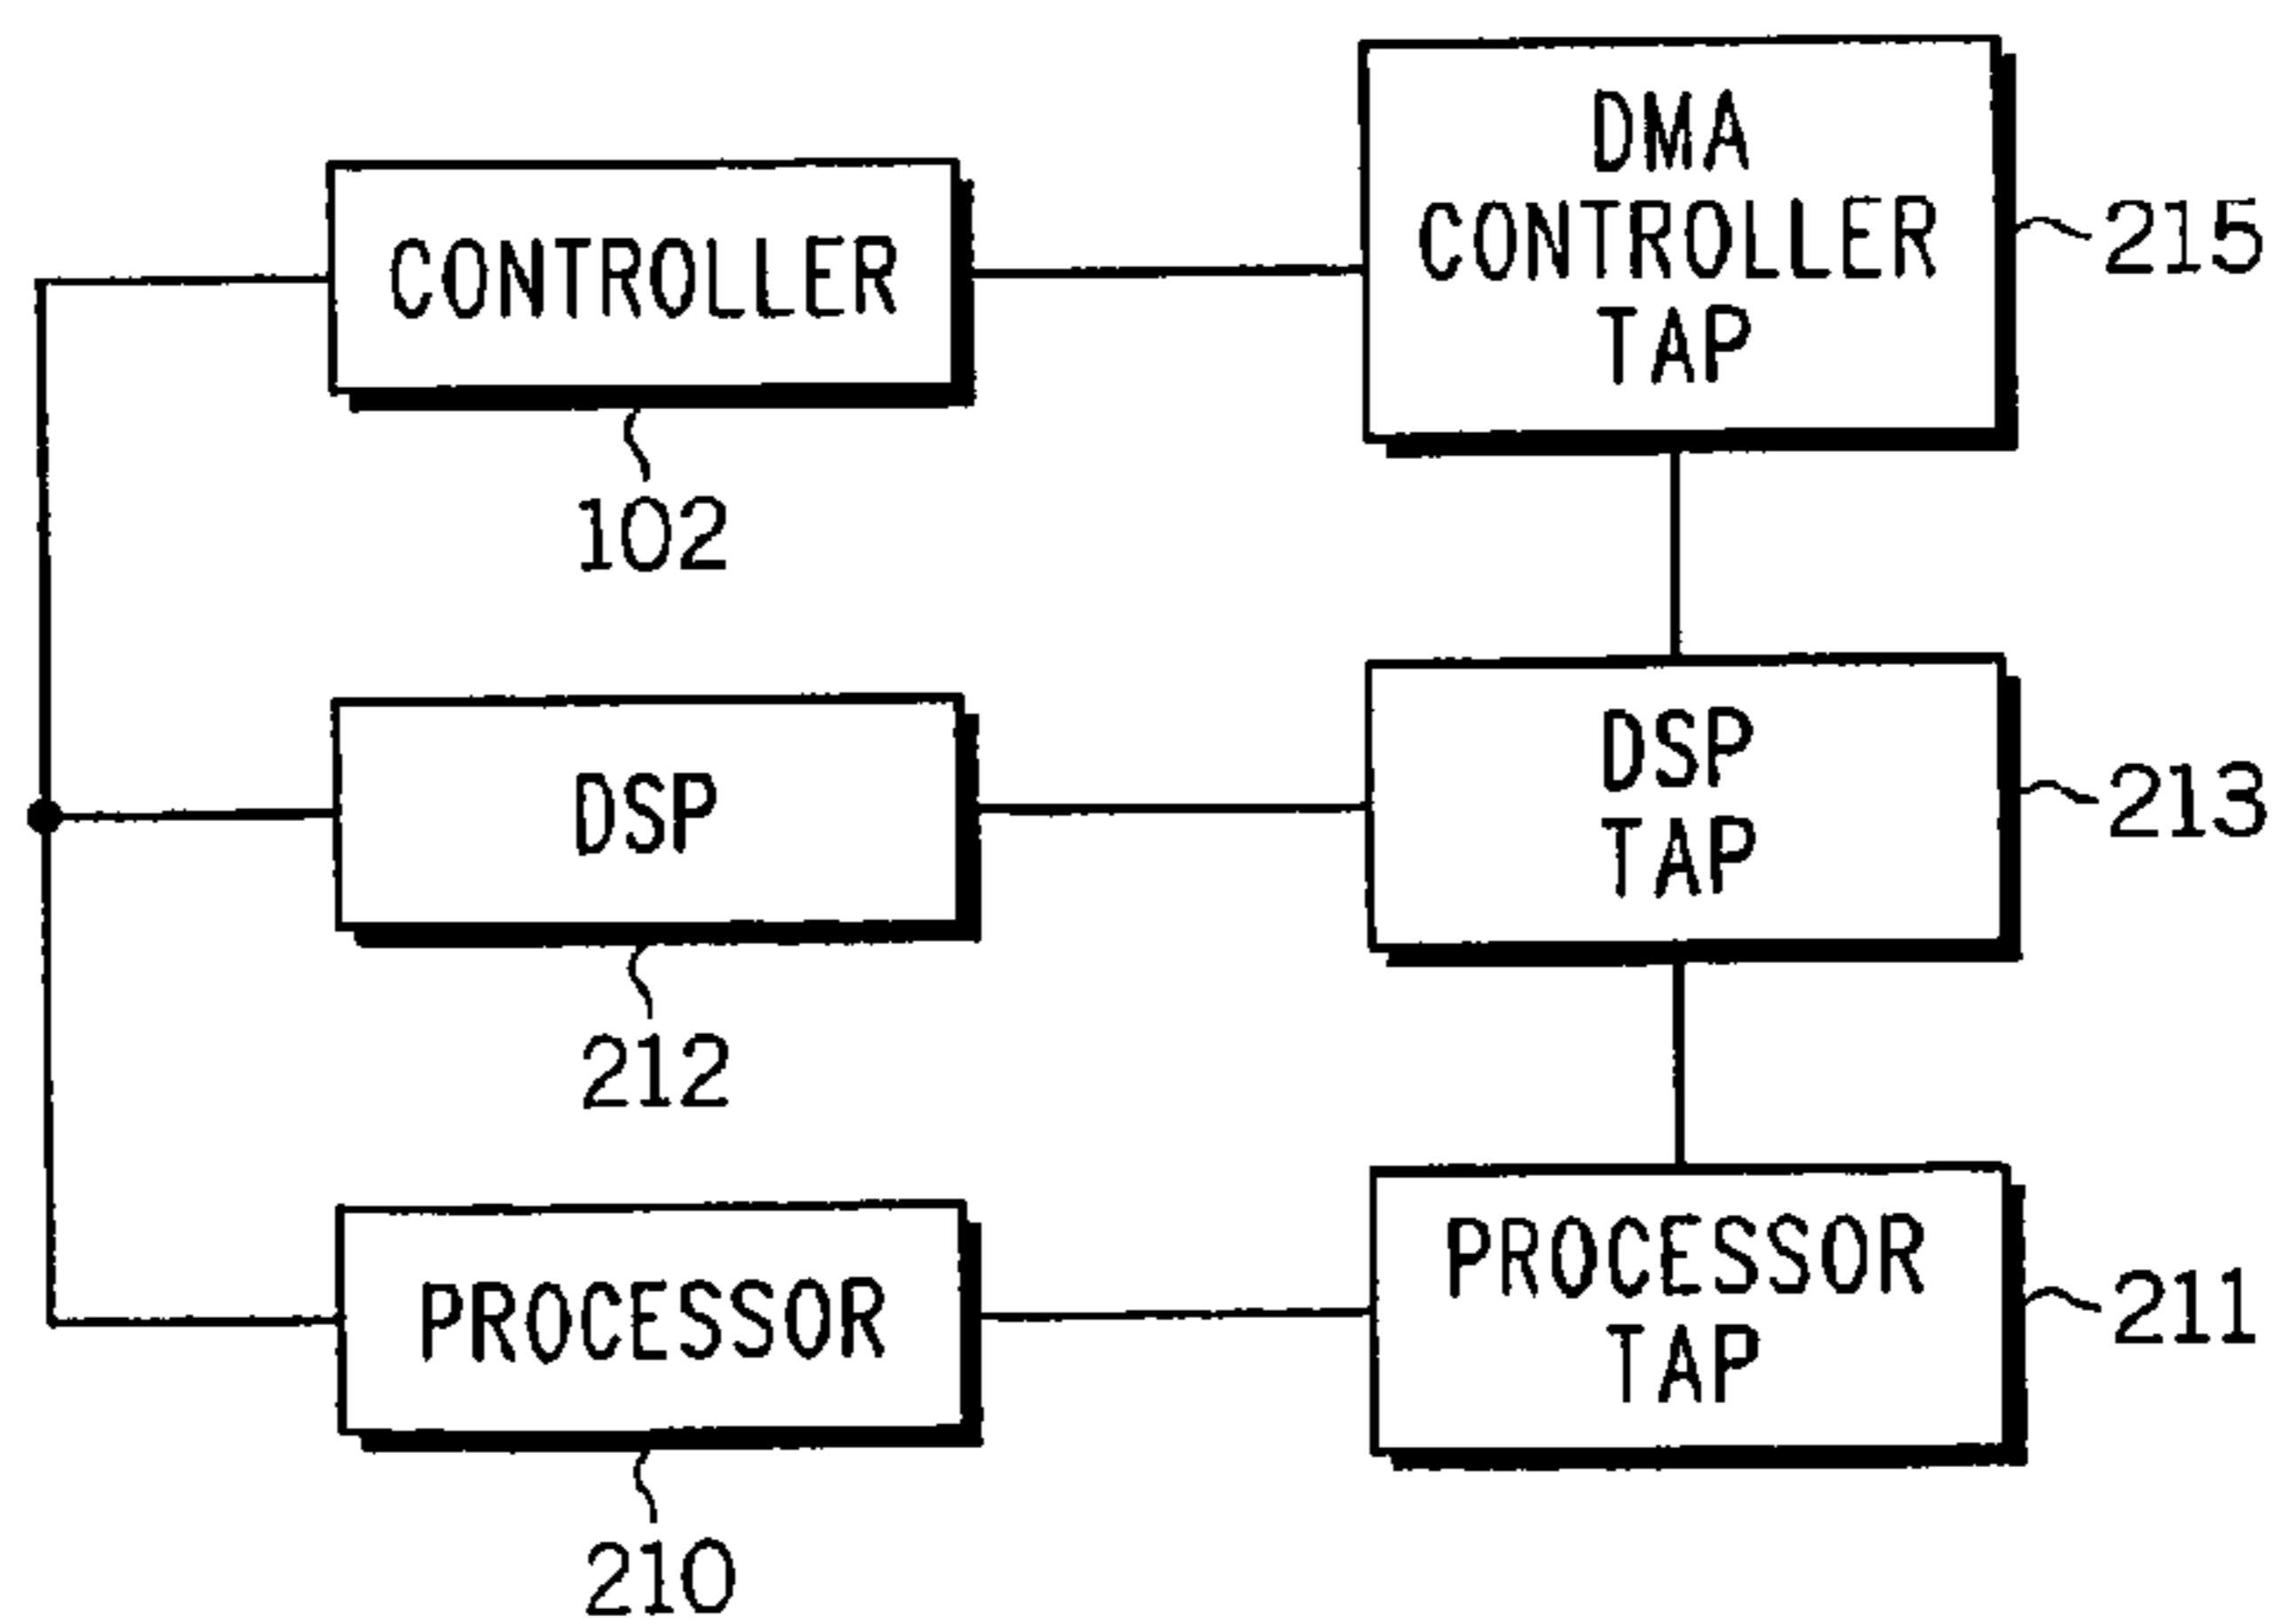 DMA
CONTROLLER
TAP
215
CONTROLLER
102
DSP
TAP
213
DSP
212
PROCESSOR
TAP
211
PROCESSOR
210